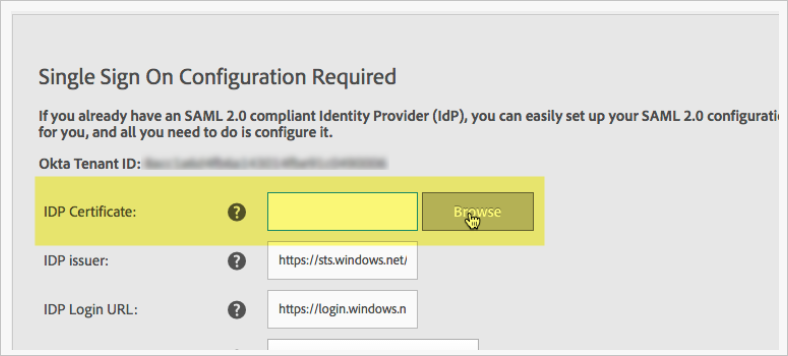 Single Sign On Configuration Required
If you already have an SAML 2.0 compliant Identity Provider (IdP), you can easily set up your SAML 2.0
for you, and all you need to do is configure it.
Okta Tenant ID:
IDP Certificate: ? Browse
IDP issuer: ? https://sts.windows.net/
IDP Login URL: ? https://login.windows.n